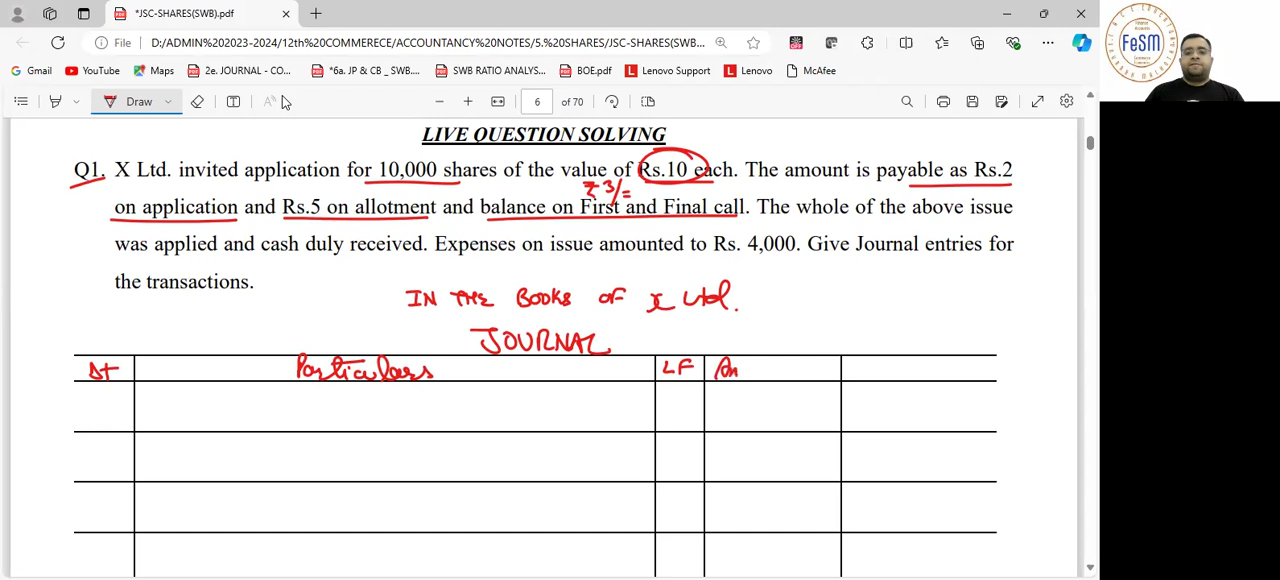 *JSC-SHARES(SWB).pdf
File D:/ADMIN%202023-2024/12th%20COMMERECE/ACCOUNTANCY%20NOTES/5.%20SHARES/JSC-SHARES(SWB...
Gmail YouTube Maps 2e. JOURNAL - CO... *6a. JP & CB _ SWB.... SWB RATIO ANALYS... BOE.pdf Lenovo Support Lenovo McAfee
Draw 6 of 70
FeSM
LIVE QUESTION SOLVING
Q1. X Ltd. invited application for 10,000 shares of the value of Rs.10 each. The amount is payable as Rs.2
₹ 3/=
on application and Rs.5 on allotment and balance on First and Final call. The whole of the above issue
was applied and cash duly received. Expenses on issue amounted to Rs. 4,000. Give Journal entries for
the transactions.
IN THE BOOKS OF X Ltd.
JOURNAL
Dt Particulars LF Am